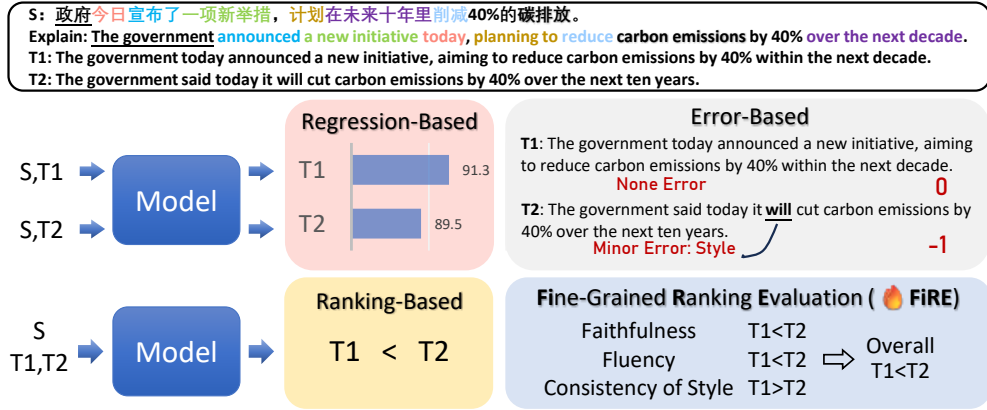 S: 政府今日宣布了一项新举措，计划在未来十年里削减40%的碳排放。
Explain: The government announced a new initiative today, planning to reduce carbon emissions by 40% over the next decade.
T1: The government today announced a new initiative, aiming to reduce carbon emissions by 40% within the next decade.
T2: The government said today it will cut carbon emissions by 40% over the next ten years.
S,T1
S,T2
Model
Regression-Based
T1
91.3
T2
89.5
Error-Based
T1: The government today announced a new initiative, aiming
to reduce carbon emissions by 40% within the next decade.
None Error
0
T2: The government said today it will cut carbon emissions by
40% over the next ten years.
Minor Error: Style
-1
S
T1,T2
Model
Ranking-Based
T1 < T2
Fine-Grained Ranking Evaluation (🔥 FiRE)
Faithfulness T1<T2
Fluency T1<T2
Consistency of Style T1>T2
Overall
T1<T2